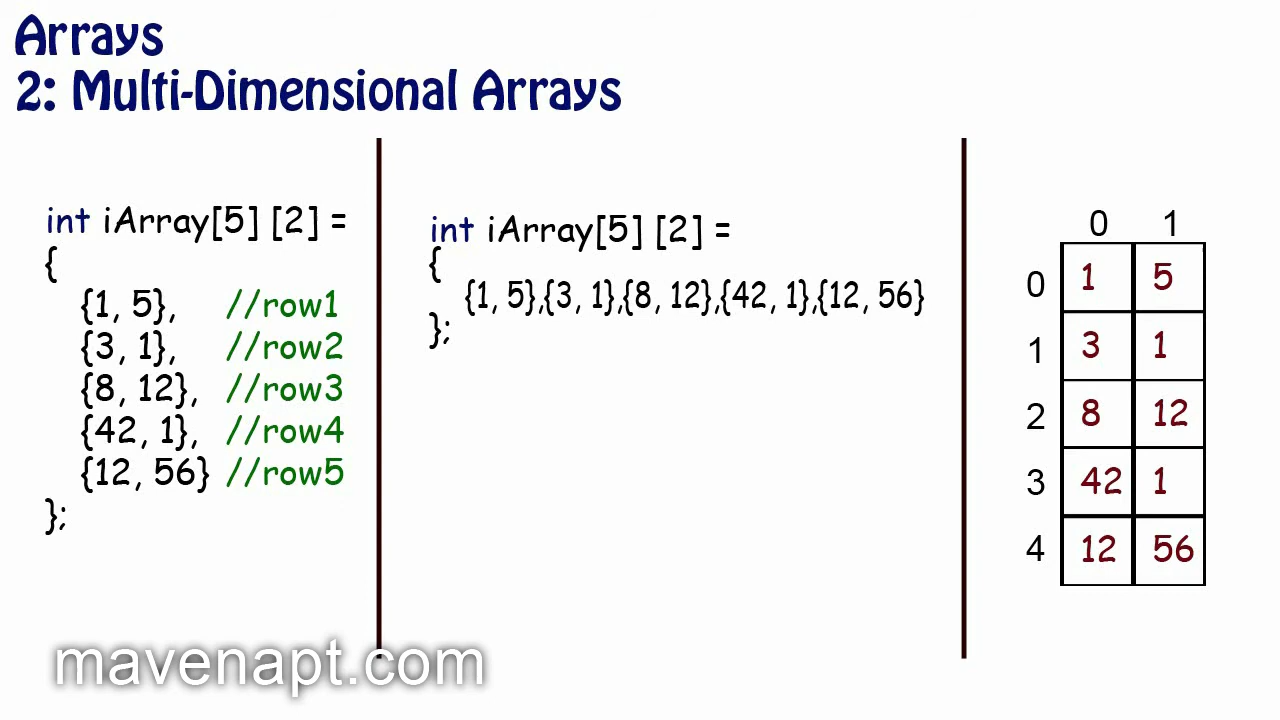 Arrays
2: Multi-Dimensional Arrays
int iArray[5] [2] =
{
{1, 5}, //row1
{3, 1}, //row2
{8, 12}, //row3
{42, 1}, //row4
{12, 56} //row5
};
int iArray[5] [2] =
{
{1, 5},{3, 1},{8, 12},{42, 1},{12, 56}
};
0 1
0 1 5
1 3 1
2 8 12
3 42 1
4 12 56
mavenapt.com